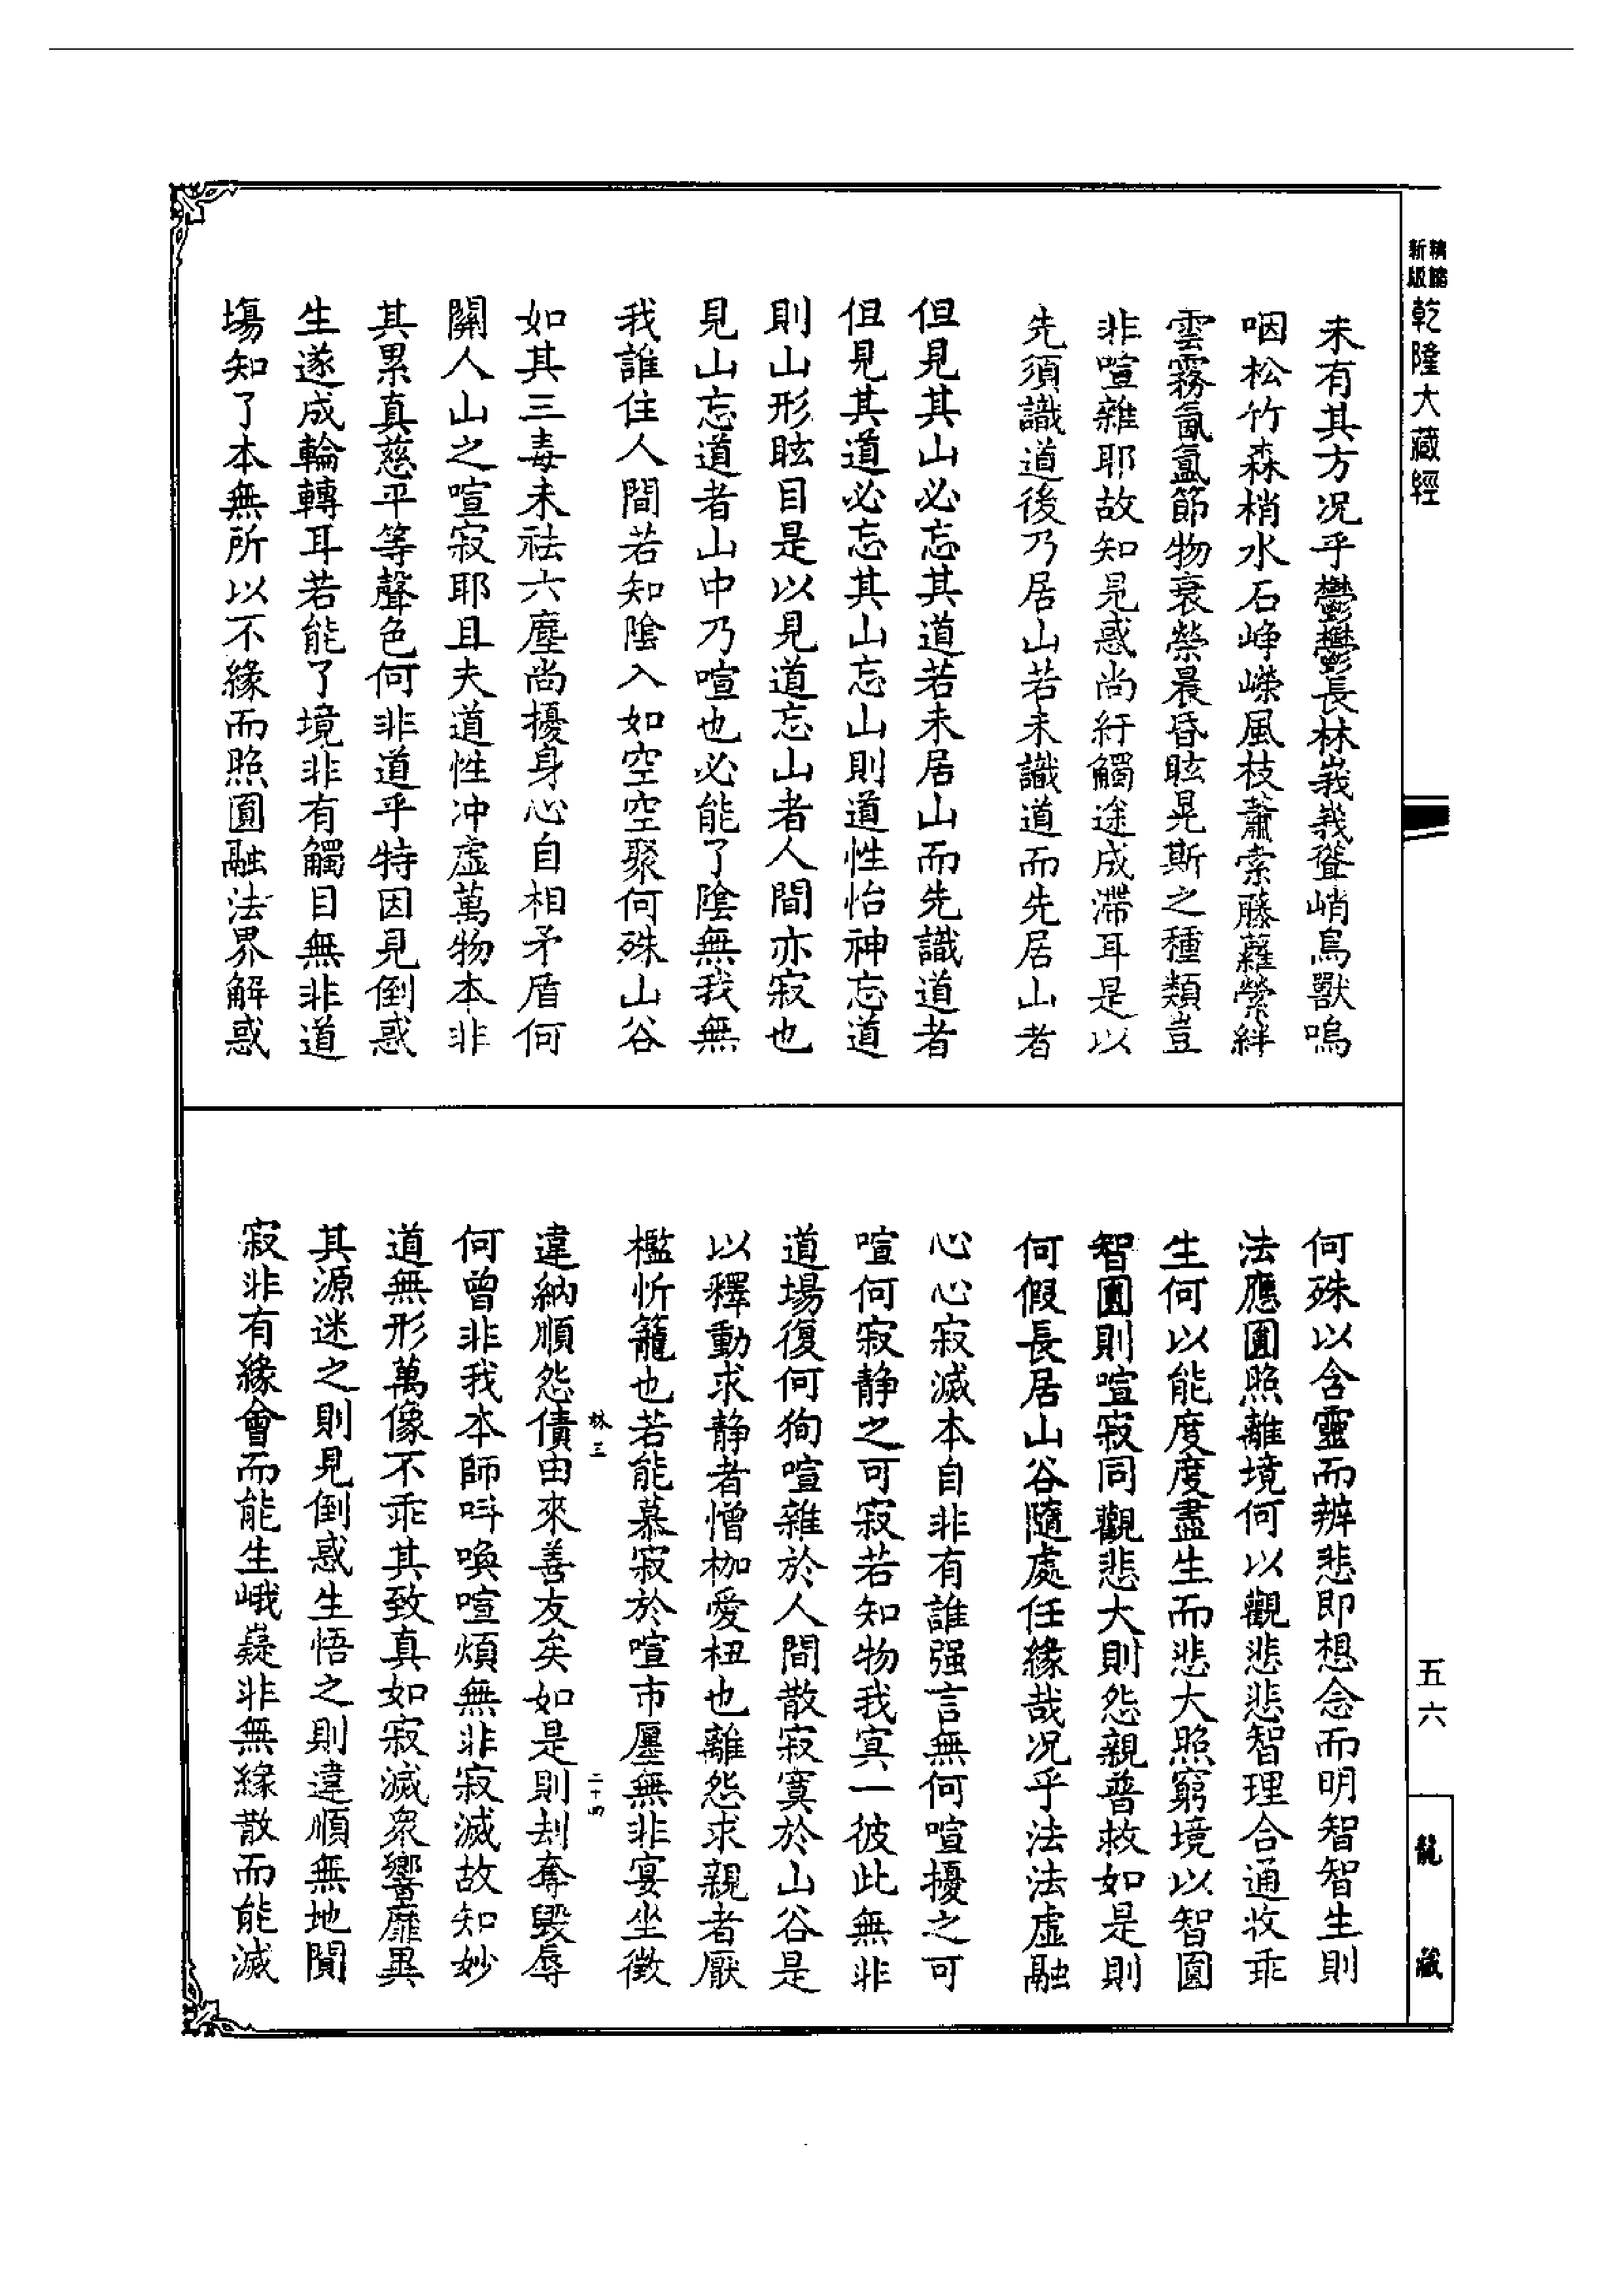 精縮
新版
乾隆大藏經
未有其方况乎鬱鬱長林峩峩聳峭鳥獸嗚
咽松竹森梢水石崢嶸風枝蕭索藤蘿縈絆
雲霧氤氳節物衰榮晨昏眩晃斯之種類豈
非喧雜耶故知見惑尚紆觸途成滯耳是以
先須識道後乃居山若未識道而先居山者
但見其山必忘其道若未居山而先識道者
但見其道必忘其山忘山則道性怡神忘道
則山形眩目是以見道忘山者人間亦寂也
見山忘道者山中乃喧也必能了陰無我無
我誰住人間若知陰入如空空聚何殊山谷
如其三毒未祛六塵尚擾身心自相矛盾何
關人山之喧寂耶且夫道性冲虛萬物本非
其累真慈平等聲色何非道乎特因見倒惑
生遂成輪轉耳若能了境非有觸目無非道
塲知了本無所以不緣而照圓融法界解惑
何殊以含靈而辨悲即想念而明智智生則
法應圓照離境何以觀悲悲智理合通收乖
生何以能度度盡生而悲大照窮境以智圓
智圓則喧寂同觀悲大則怨親普救如是則
何假長居山谷隨處任緣哉况乎法法虛融
心心寂滅本自非有誰强言無何喧擾之可
喧何寂静之可寂若知物我冥一彼此無非
道場復何狥喧雜於人間散寂寞於山谷是
以釋動求静者憎枷愛杻也離怨求親者厭
檻忻籠也若能慕寂於喧市廛無非宴坐徵
林三
二十四
違納順怨債由來善友矣如是則刦奪毀辱
何曾非我本師呌喚喧煩無非寂滅故知妙
道無形萬像不乖其致真如寂滅衆響靡異
其源迷之則見倒惑生悟之則違順無地閴
寂非有緣會而能生峨嶷非無緣散而能滅
五六
龍藏